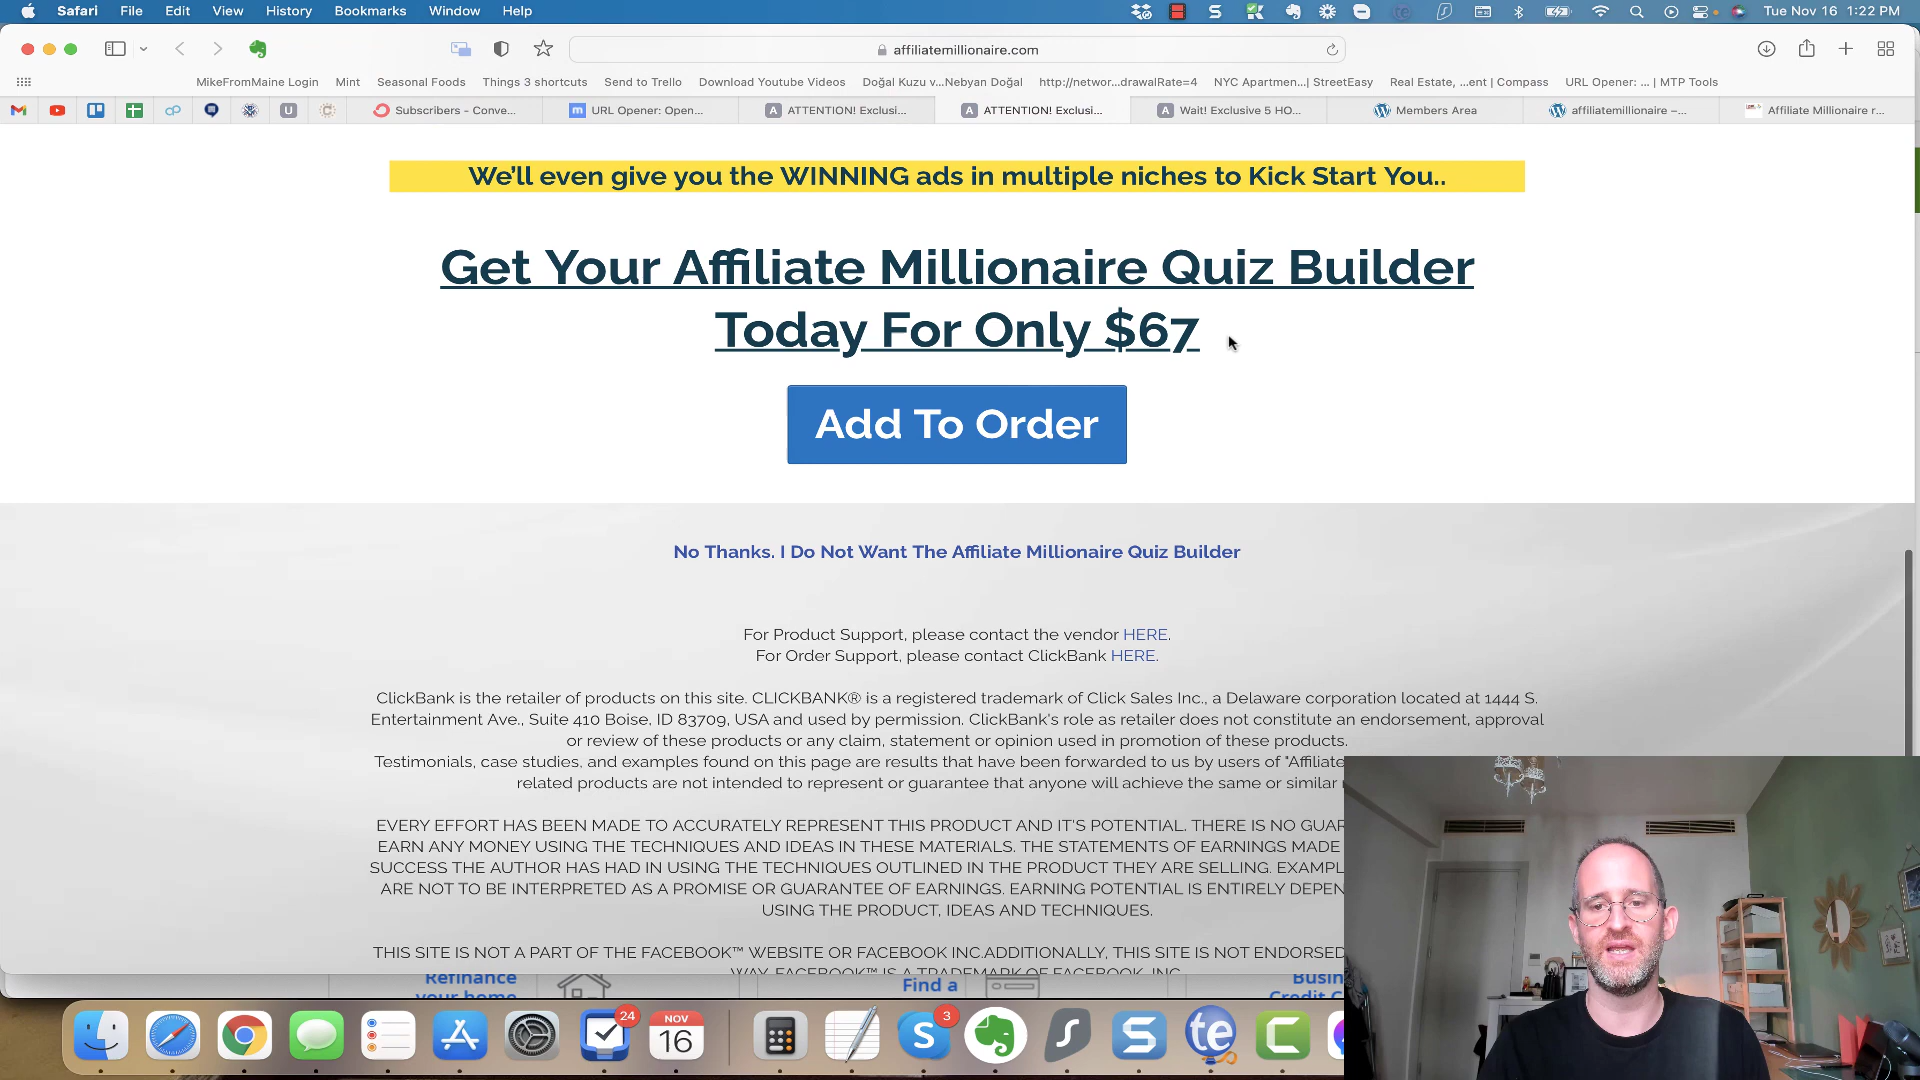 Safari File Edit View History Bookmarks Window Help Tue Nov 16 1:22 PM
affiliatemillionaire.com
MikeFromMaine Login Mint Seasonal Foods Things 3 shortcuts Send to Trello Download Youtube Videos Doğal Kuzu v...Nebyan Doğal http://networ...drawalRate=4 NYC Apartmen...| StreetEasy Real Estate, ...ent | Compass URL Opener: ... | MTP Tools
Subscribers - Conve... URL Opener: Open... ATTENTION! Exclusi... ATTENTION! Exclusi... Wait! Exclusive 5 HO... Members Area affiliatemillionaire –... Affiliate Millionaire r...
We'll even give you the WINNING ads in multiple niches to Kick Start You..
Get Your Affiliate Millionaire Quiz Builder
Today For Only $67
Add To Order
No Thanks. I Do Not Want The Affiliate Millionaire Quiz Builder
For Product Support, please contact the vendor HERE.
For Order Support, please contact ClickBank HERE.
ClickBank is the retailer of products on this site. CLICKBANK® is a registered trademark of Click Sales Inc., a Delaware corporation located at 1444 S.
Entertainment Ave., Suite 410 Boise, ID 83709, USA and used by permission. ClickBank's role as retailer does not constitute an endorsement, approval
or review of these products or any claim, statement or opinion used in promotion of these products.
Testimonials, case studies, and examples found on this page are results that have been forwarded to us by users of "Affiliate
related products are not intended to represent or guarantee that anyone will achieve the same or similar
EVERY EFFORT HAS BEEN MADE TO ACCURATELY REPRESENT THIS PRODUCT AND IT'S POTENTIAL. THERE IS NO GUAR
EARN ANY MONEY USING THE TECHNIQUES AND IDEAS IN THESE MATERIALS. THE STATEMENTS OF EARNINGS MADE
SUCCESS THE AUTHOR HAS HAD IN USING THE TECHNIQUES OUTLINED IN THE PRODUCT THEY ARE SELLING. EXAMPL
ARE NOT TO BE INTERPRETED AS A PROMISE OR GUARANTEE OF EARNINGS. EARNING POTENTIAL IS ENTIRELY DEPEN
USING THE PRODUCT, IDEAS AND TECHNIQUES.
THIS SITE IS NOT A PART OF THE FACEBOOK™ WEBSITE OR FACEBOOK INC.ADDITIONALLY, THIS SITE IS NOT ENDORSED
WAY. FACEBOOK™ IS A TRADEMARK OF FACEBOOK, INC.
Refinance Find a Busin
your home Credit C
24 NOV 3
16 te